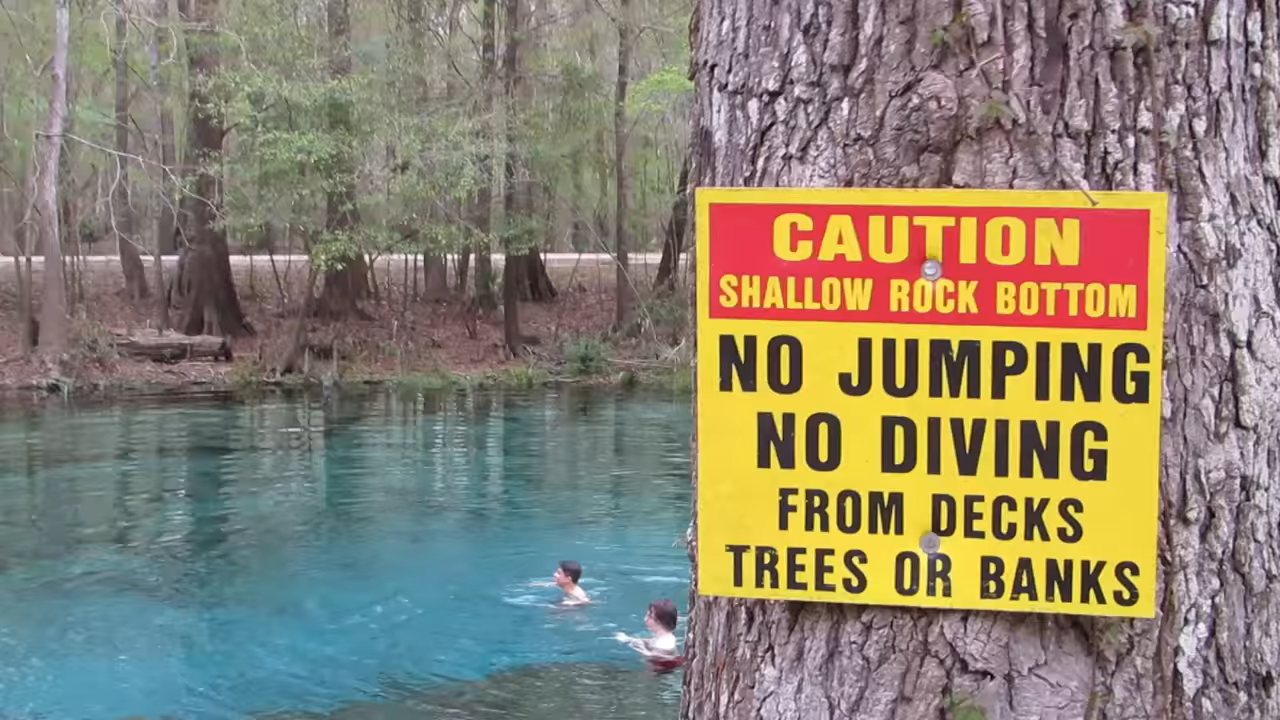 CAUTION
SHALLOW ROCK BOTTOM
NO JUMPING
NO DIVING
FROM DECKS
TREES OR BANKS